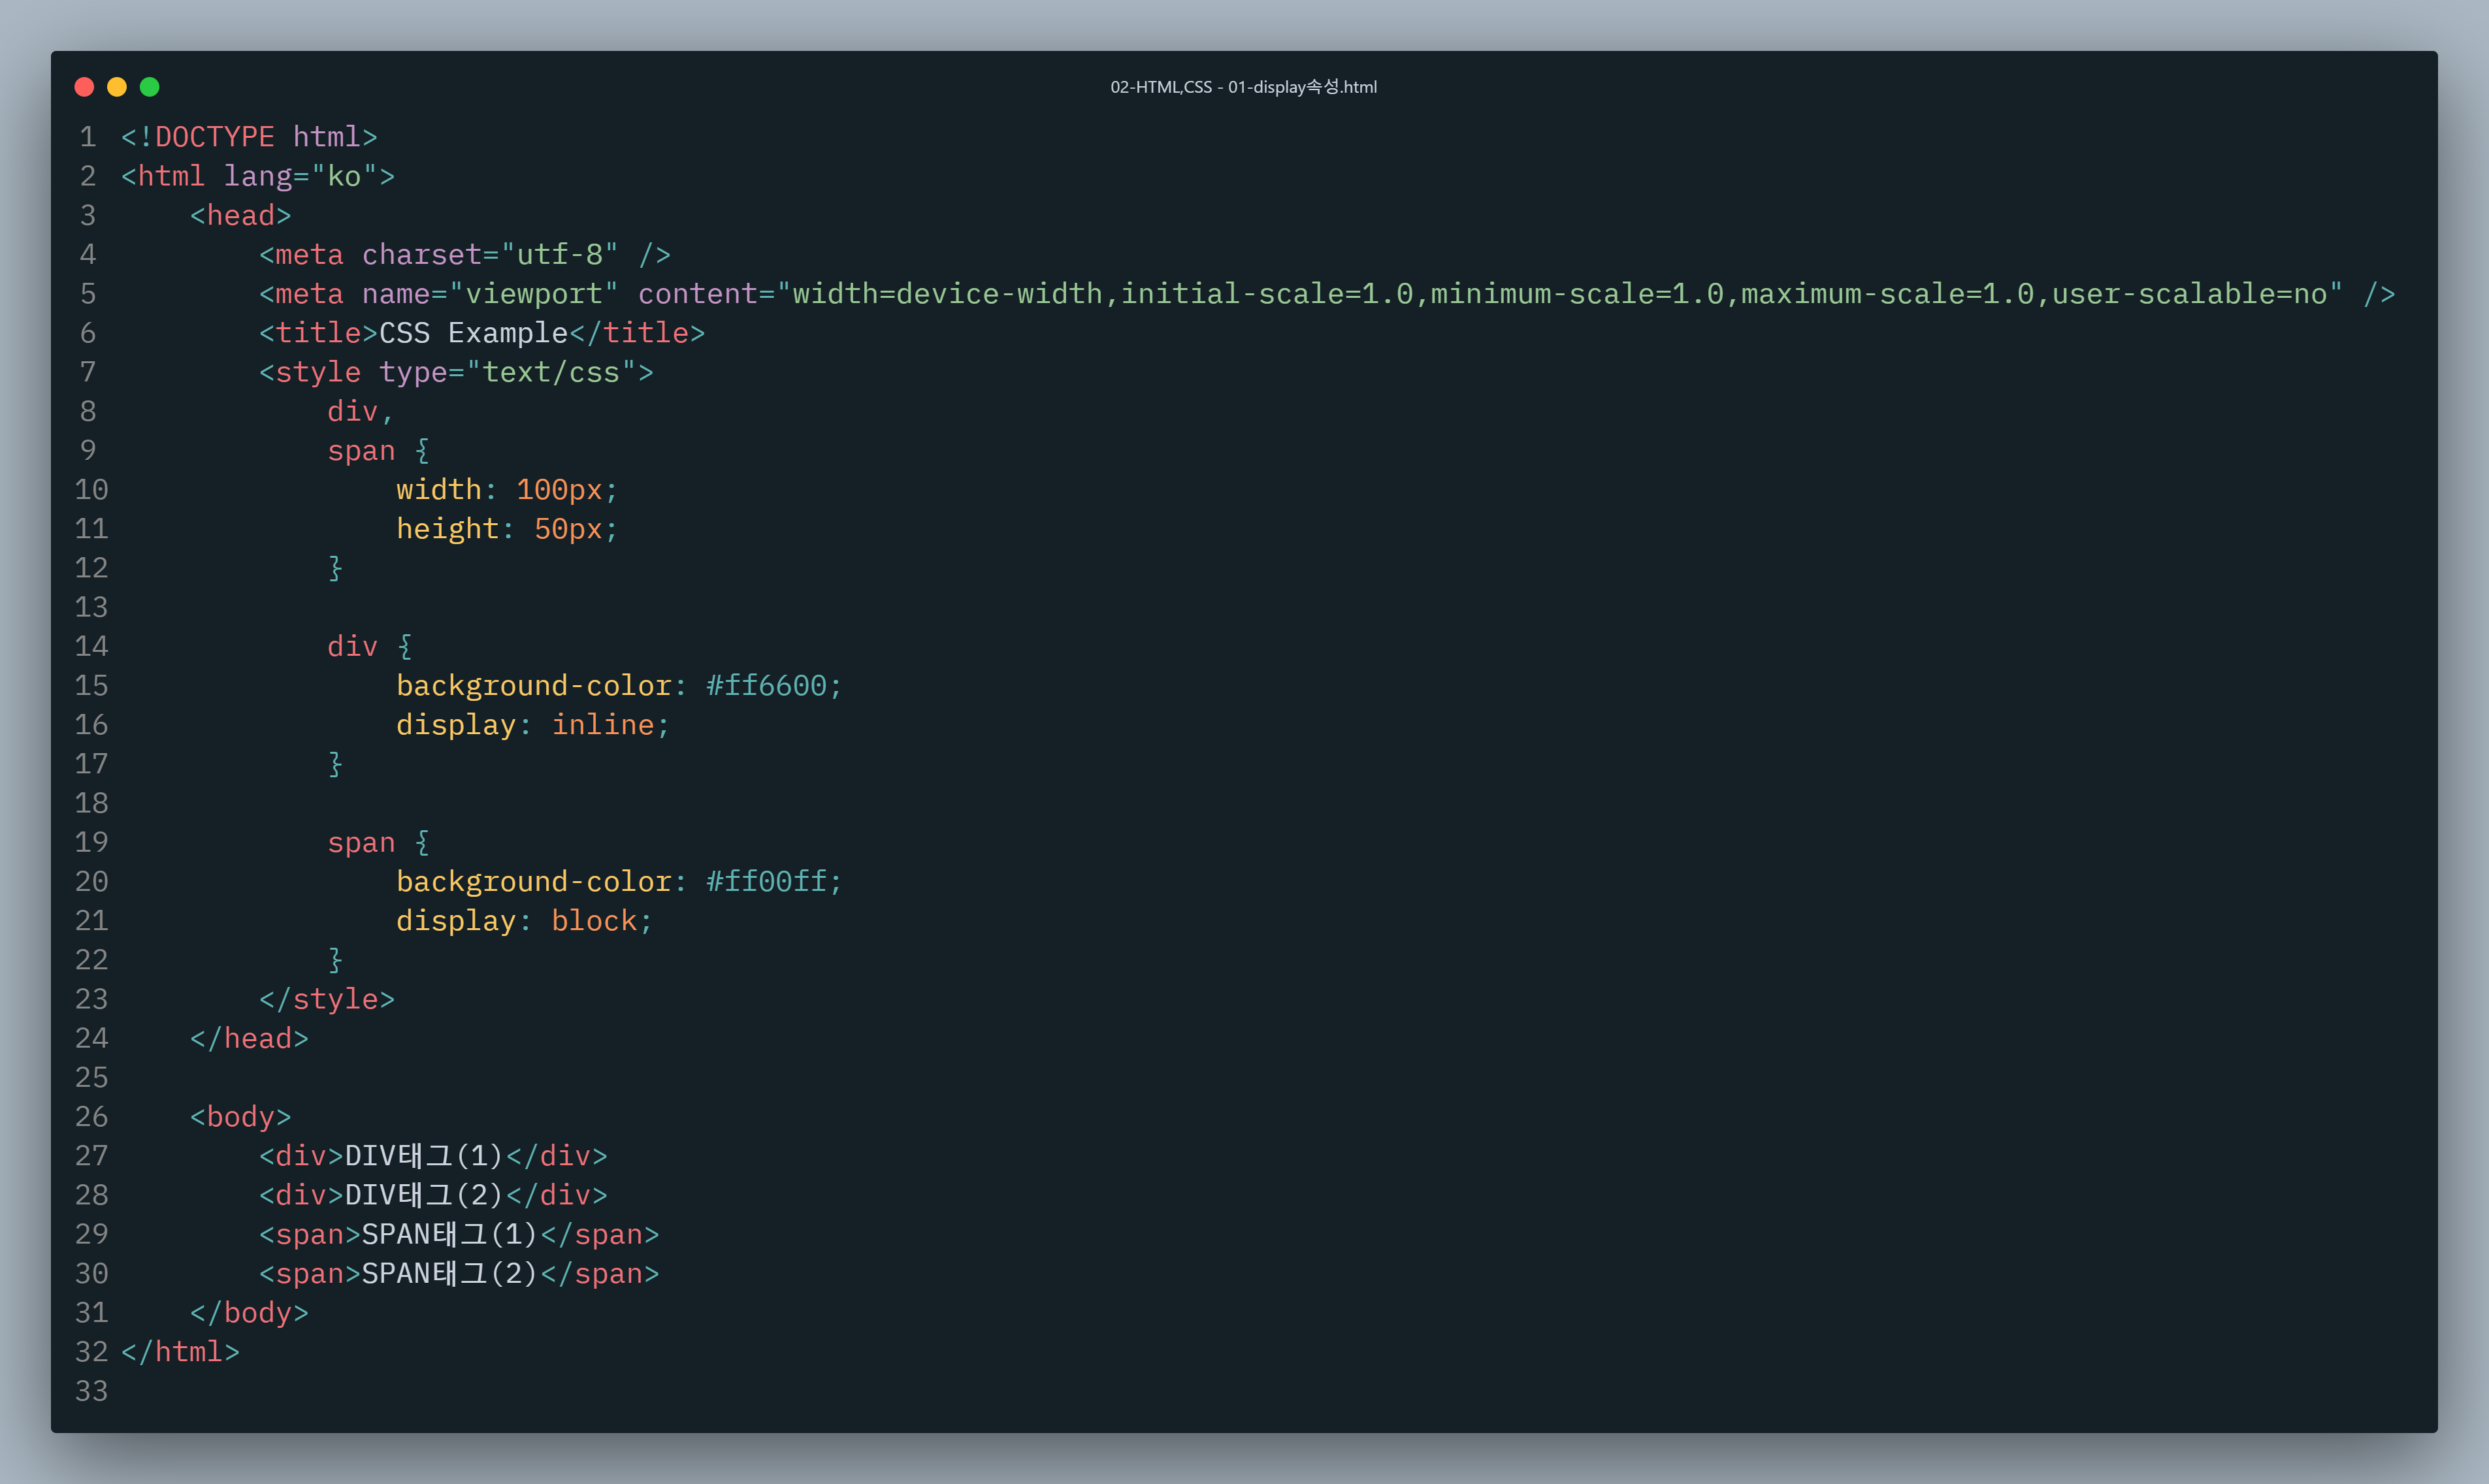 02-HTML,CSS - 01-display속성.html
1 <!DOCTYPE html>
2 <html lang="ko">
3     <head>
4         <meta charset="utf-8" />
5         <meta name="viewport" content="width=device-width,initial-scale=1.0,minimum-scale=1.0,maximum-scale=1.0,user-scalable=no" />
6         <title>CSS Example</title>
7         <style type="text/css">
8             div,
9             span {
10                 width: 100px;
11                 height: 50px;
12             }
13
14             div {
15                 background-color: #ff6600;
16                 display: inline;
17             }
18
19             span {
20                 background-color: #ff00ff;
21                 display: block;
22             }
23         </style>
24     </head>
25
26     <body>
27         <div>DIV태그(1)</div>
28         <div>DIV태그(2)</div>
29         <span>SPAN태그(1)</span>
30         <span>SPAN태그(2)</span>
31     </body>
32 </html>
33